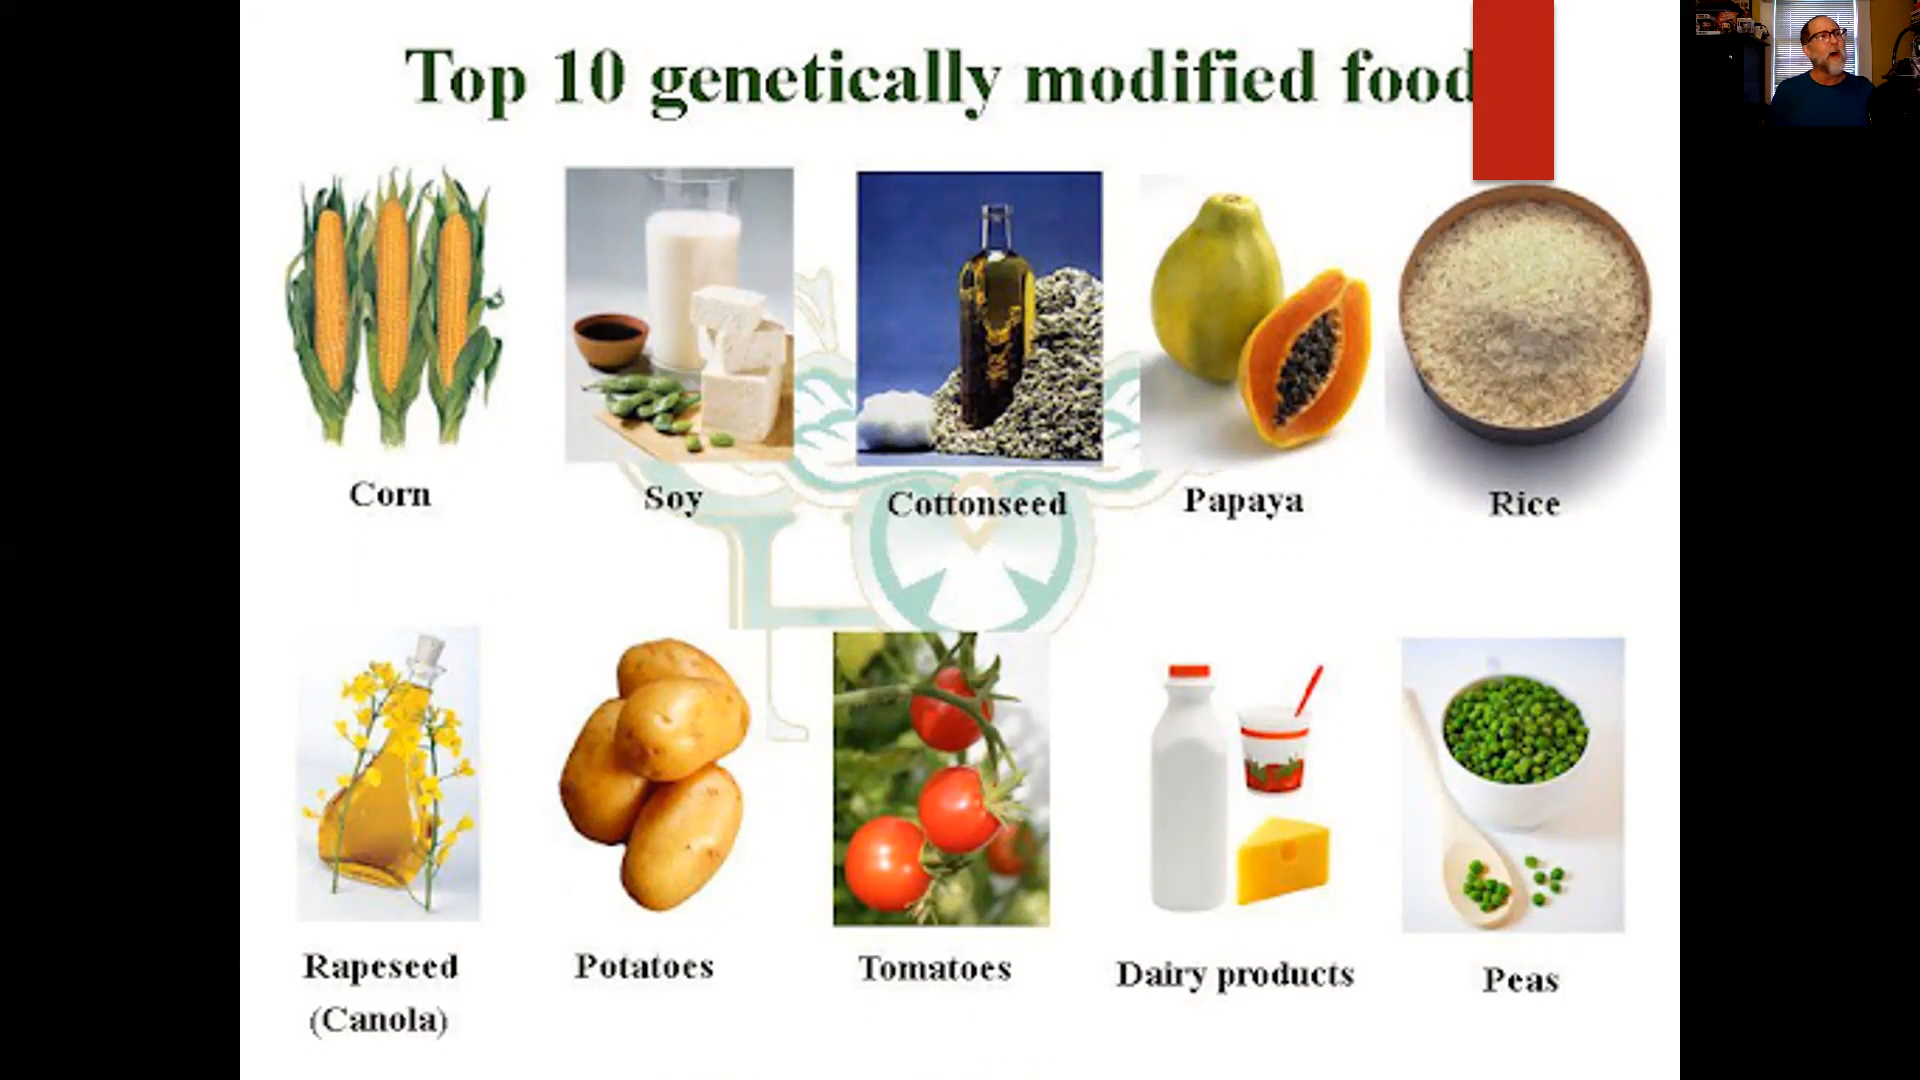 Top 10 genetically modified food
Corn
Soy
Cottonseed
Papaya
Rice
Rapeseed
(Canola)
Potatoes
Tomatoes
Dairy products
Peas